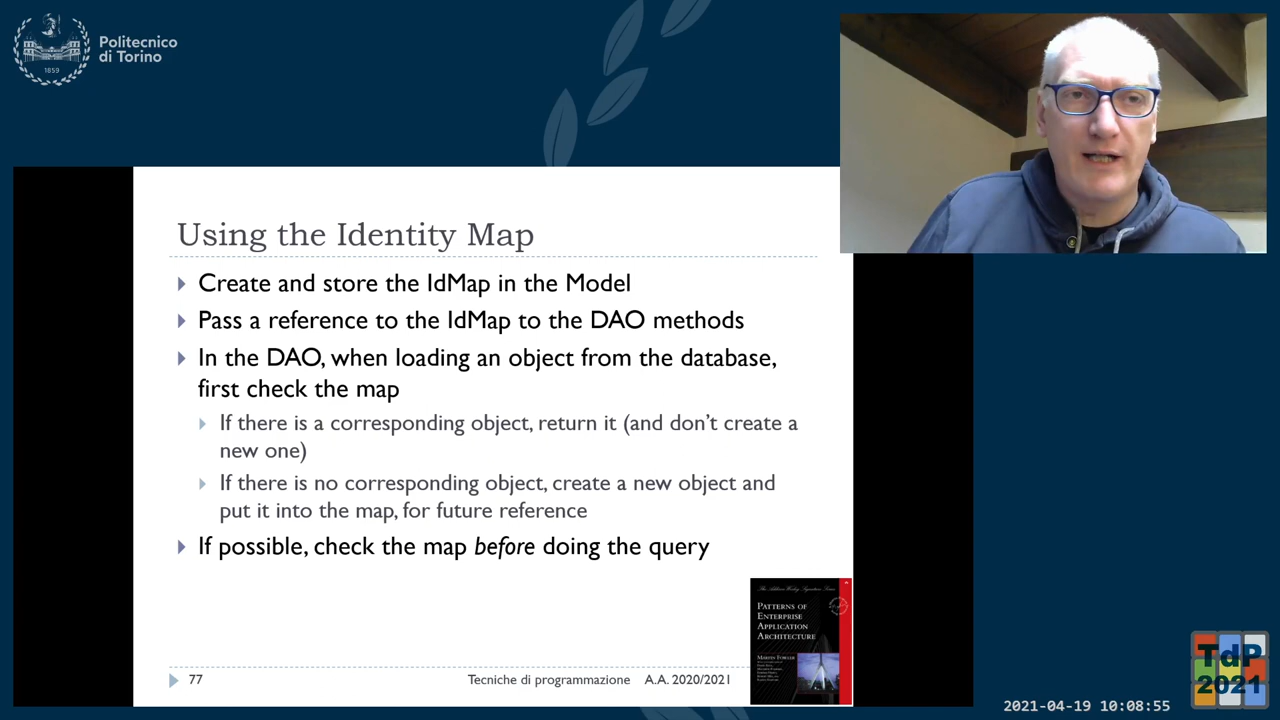 Politecnico
di Torino
1859
Using the Identity Map
Create and store the IdMap in the Model
Pass a reference to the IdMap to the DAO methods
In the DAO, when loading an object from the database,
first check the map
If there is a corresponding object, return it (and don’t create a
new one)
If there is no corresponding object, create a new object and
put it into the map, for future reference
If possible, check the map before doing the query
PATTERNS OF
ENTERPRISE
APPLICATION
ARCHITECTURE
MARTIN FOWLER
77
Tecniche di programmazione A.A. 2020/2021
TdP
2021
2021-04-19 10:08:55